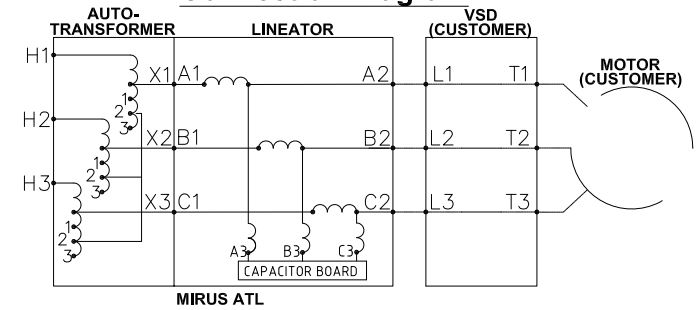 AUTO-
TRANSFORMER
LINEATOR
VSD
(CUSTOMER)
MOTOR
(CUSTOMER)
H1
X1 A1 A2 L1 T1
1
2
3
H2
X2 B1 B2 L2 T2
1
2
3
H3
X3 C1 C2 L3 T3
1
2
3
A3 B3 C3
CAPACITOR BOARD
MIRUS ATL